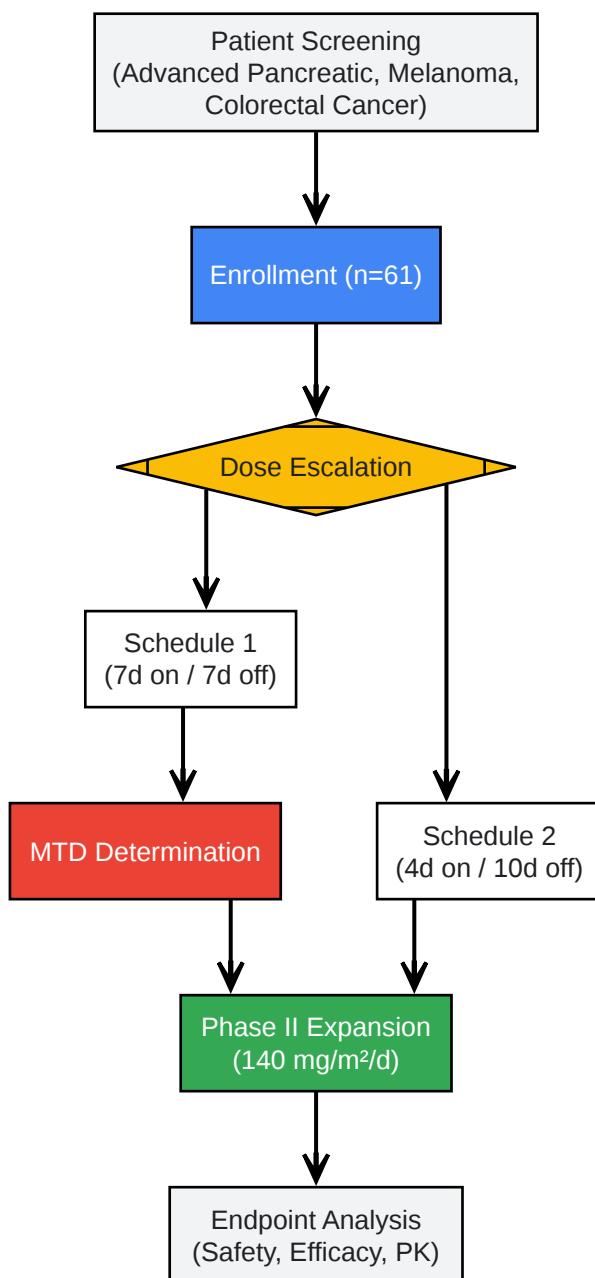 Patient Screening
(Advanced Pancreatic, Melanoma,
Colorectal Cancer)
Enrollment (n=61)
Dose Escalation
Schedule 1
(7d on / 7d off)
MTD Determination
Schedule 2
(4d on / 10d off)
Phase II Expansion
(140 mg/m²/d)
Endpoint Analysis
(Safety, Efficacy, PK)